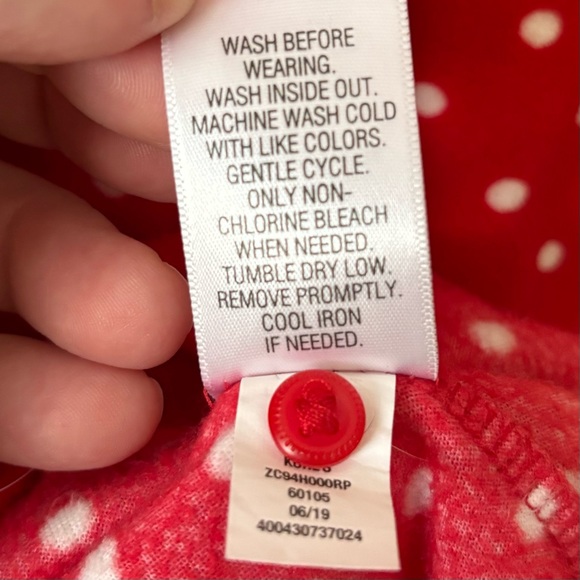 WASH BEFORE
WEARING.
WASH INSIDE OUT.
MACHINE WASH COLD
WITH LIKE COLORS.
GENTLE CYCLE.
ONLY NON-
CHLORINE BLEACH
WHEN NEEDED.
TUMBLE DRY LOW.
REMOVE PROMPTLY.
COOL IRON
IF NEEDED.
ZC94H000RP
60105
06/19
400430737024